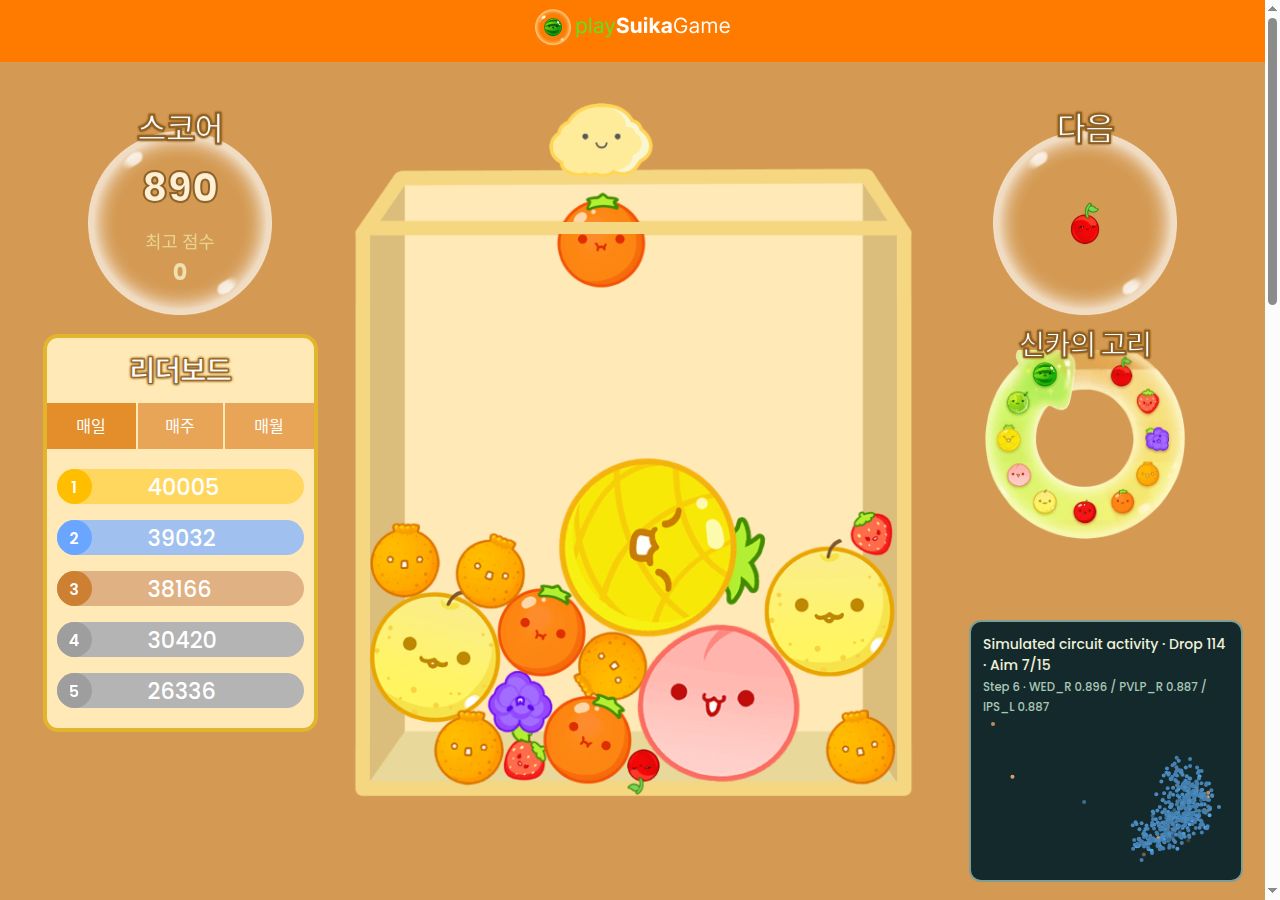 playSuikaGame
스코어
890
최고 점수
0
다음
신카의 고리
리더보드
매일 매주 매월
1 40005
2 39032
3 38166
4 30420
5 26336
Simulated circuit activity · Drop 114
· Aim 7/15
Step 6 · WED_R 0.896 / PVLP_R 0.887 /
IPS_L 0.887